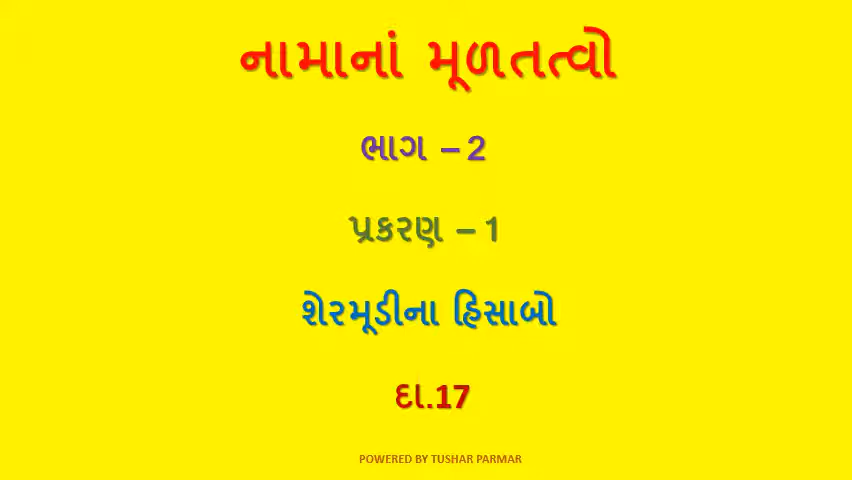 નામાનાં મૂળતત્વો
ભાગ – 2
પ્રકરણ – 1
શેરમૂડીના હિસાબો
દા.17
POWERED BY TUSHAR PARMAR